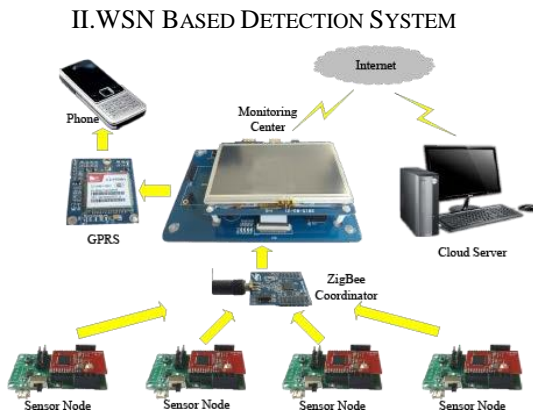 II.WSN BASED DETECTION SYSTEM
Internet
Monitoring
Center
Phone
GPRS
Cloud Server
ZigBee
Coordinator
Sensor Node
Sensor Node
Sensor Node
Sensor Node